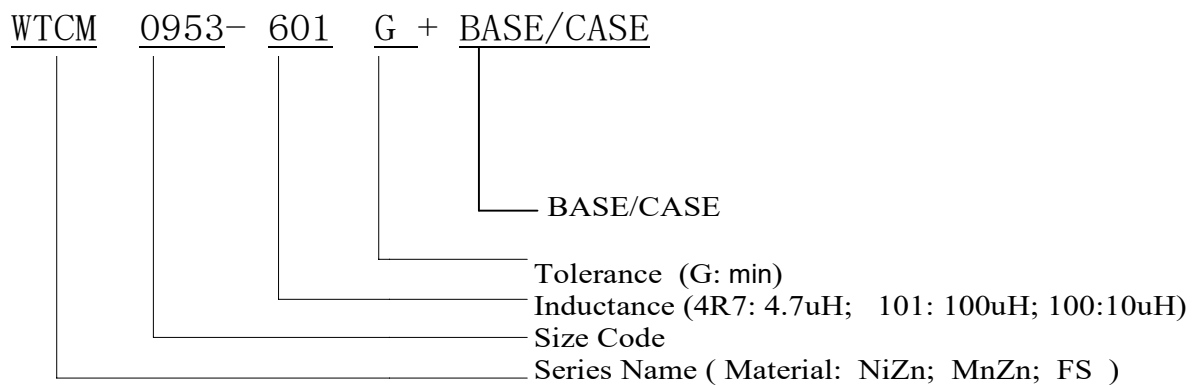 WTCM 0953- 601 G + BASE/CASE
BASE/CASE
Tolerance (G: min)
Inductance (4R7: 4.7uH; 101: 100uH; 100:10uH)
Size Code
Series Name ( Material: NiZn; MnZn; FS )